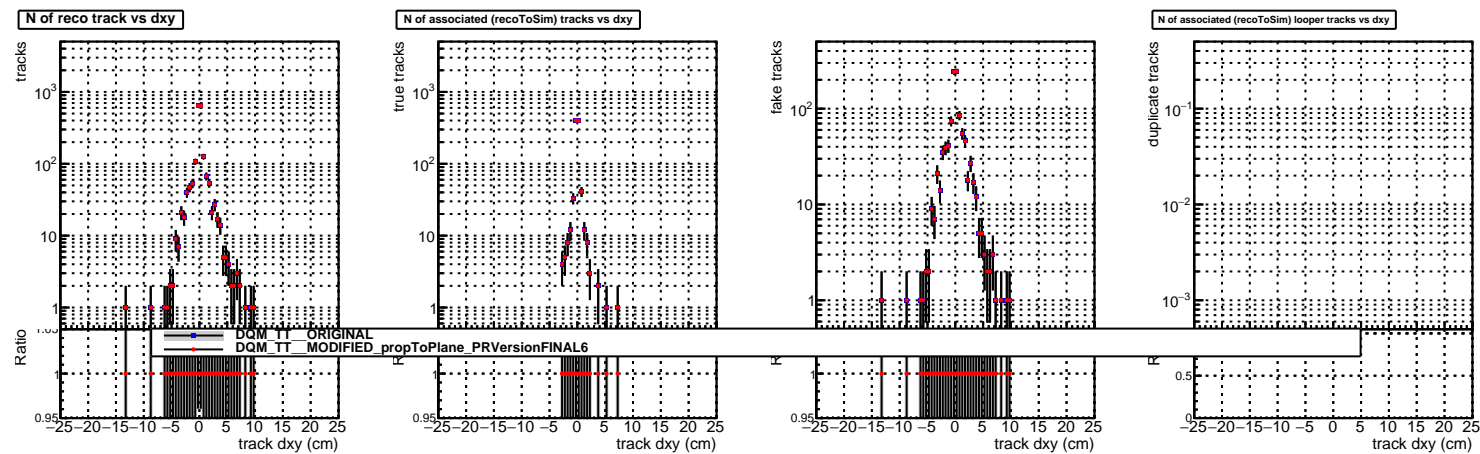 N of reco track vs dxy
N of associated (recoToSim) tracks vs dxy
N of associated (recoToSim) looper tracks vs dxy
tracks
10³
10²
10
1
true tracks
10³
10²
10
1
fake tracks
10²
10
1
duplicate tracks
10⁻¹
10⁻²
10⁻³
DQM_TT__ORIGINAL
DQM_TT__MODIFIED_propToPlane_PRVersionFINAL6
Ratio
1
0.95
1
0.95
1
0.95
0.5
0
−25 −20 −15 −10 −5 0 5 10 15 20 25
track dxy (cm)
−25 −20 −15 −10 −5 0 5 10 15 20 25
track dxy (cm)
−25 −20 −15 −10 −5 0 5 10 15 20 25
track dxy (cm)
−25 −20 −15 −10 −5 0 5 10 15 20 25
track dxy (cm)